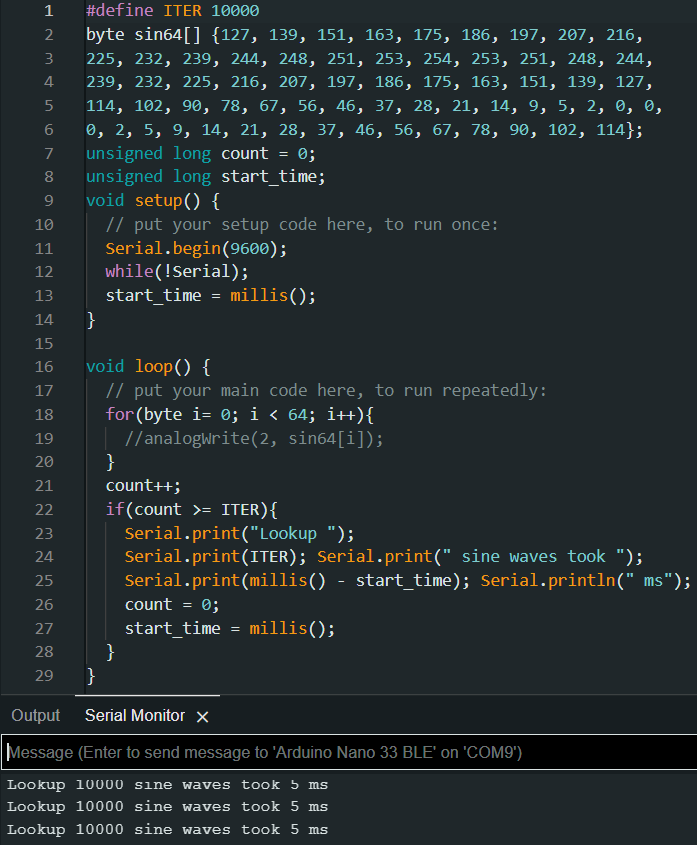 1 #define ITER 10000
2 byte sin64[] {127, 139, 151, 163, 175, 186, 197, 207, 216,
3 225, 232, 239, 244, 248, 251, 253, 254, 253, 251, 248, 244,
4 239, 232, 225, 216, 207, 197, 186, 175, 163, 151, 139, 127,
5 114, 102, 90, 78, 67, 56, 46, 37, 28, 21, 14, 9, 5, 2, 0, 0,
6 0, 2, 5, 9, 14, 21, 28, 37, 46, 56, 67, 78, 90, 102, 114};
7 unsigned long count = 0;
8 unsigned long start_time;
9 void setup() {
10 // put your setup code here, to run once:
11 Serial.begin(9600);
12 while(!Serial);
13 start_time = millis();
14 }
15
16 void loop() {
17 // put your main code here, to run repeatedly:
18 for(byte i= 0; i < 64; i++){
19 //analogWrite(2, sin64[i]);
20 }
21 count++;
22 if(count >= ITER){
23 Serial.print("Lookup ");
24 Serial.print(ITER); Serial.print(" sine waves took ");
25 Serial.print(millis() - start_time); Serial.println(" ms");
26 count = 0;
27 start_time = millis();
28 }
29 }
Output Serial Monitor ×
Message (Enter to send message to 'Arduino Nano 33 BLE' on 'COM9')
Lookup 10000 sine waves took 5 ms
Lookup 10000 sine waves took 5 ms
Lookup 10000 sine waves took 5 ms